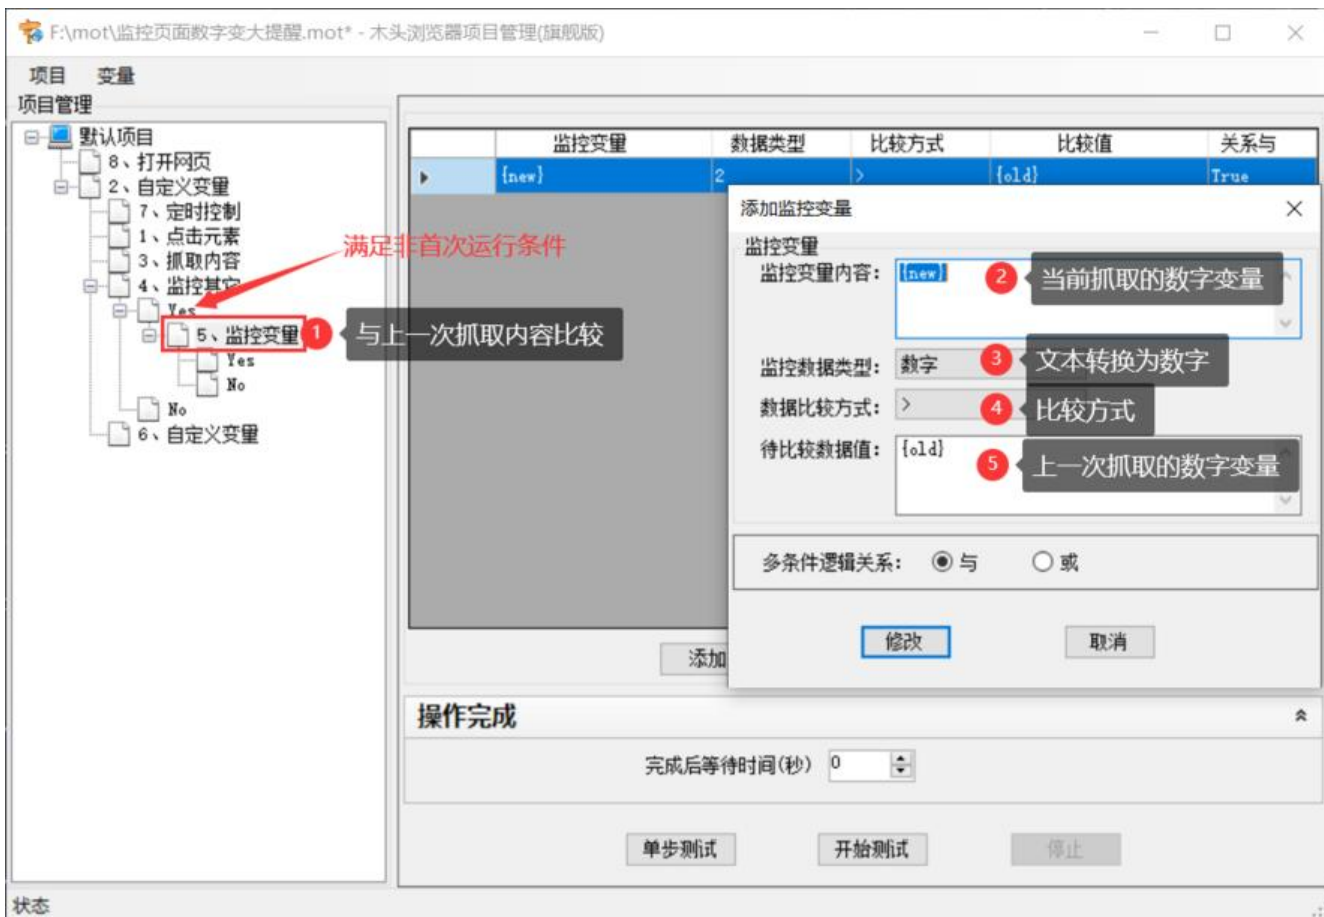 F:\mot\监控页面数字变大提醒.mot* - 木头浏览器项目管理(旗舰版)
项目 变量
项目管理
默认项目
8、打开网页
2、自定义变量
7、定时控制
1、点击元素
3、抓取内容
4、监控其它
Yes
5、监控变量
Yes
No
No
6、自定义变量
满足非首次运行条件
1 与上一次抓取内容比较
监控变量 数据类型 比较方式 比较值 关系与
{new} 2 > {old} True
添加监控变量
监控变量
监控变量内容: {new} 2 当前抓取的数字变量
监控数据类型: 数字 3 文本转换为数字
数据比较方式: > 4 比较方式
待比较数据值: {old} 5 上一次抓取的数字变量
多条件逻辑关系: 与 或
修改 取消
添加
操作完成
完成后等待时间(秒) 0
单步测试 开始测试 停止
状态